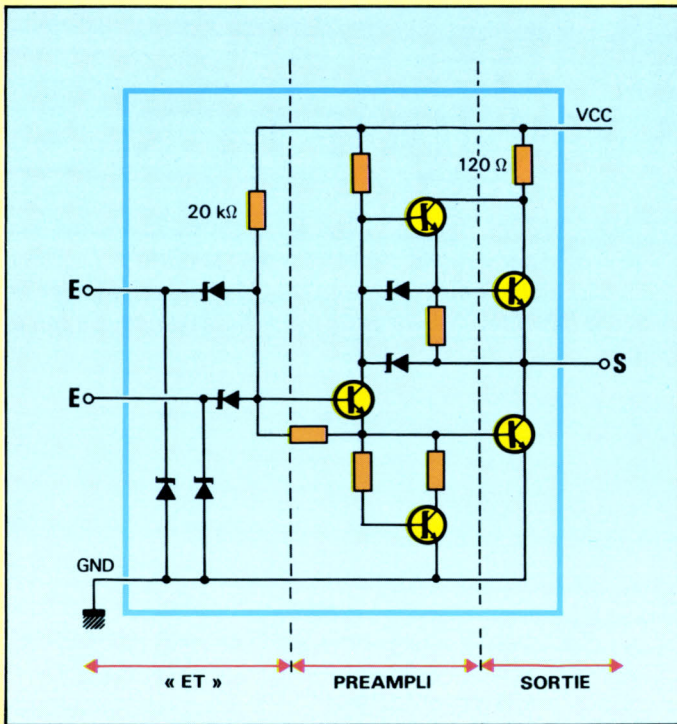 VCC
120 Ω
20 kΩ
E
E
S
GND
« ET »
PREAMPLI
SORTIE